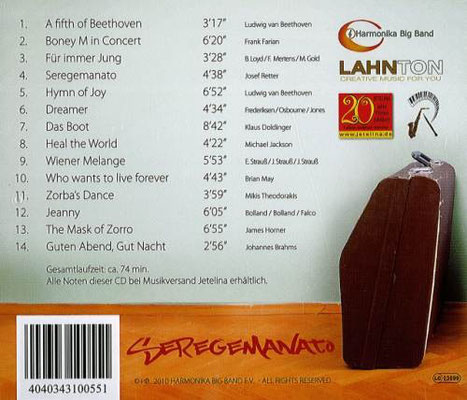 1. A fifth of Beethoven 3'17" Ludwig van Beethoven
2. Boney M in Concert 6'20" Frank Farian
3. Für immer Jung 3'28" B.Loyd / F. Mertens / M. Gold
4. Seregemanato 4'38" Josef Retter
5. Hymn of Joy 6'52" Ludwig van Beethoven
6. Dreamer 4'34" Frederiksen/Osbourne/Jones
7. Das Boot 8'42" Klaus Doldinger
8. Heal the World 4'22" Michael Jackson
9. Wiener Melange 5'53" E.Strauß / J.Strauß / J.Strauß
10. Who wants to live forever 4'43" Brian May
11. Zorba's Dance 3'59" Mikis Theodorakis
12. Jeanny 6'05" Bolland / Bolland / Falco
13. The Mask of Zorro 6'55" James Horner
14. Guten Abend, Gut Nacht 2'56" Johannes Brahms
Gesamtlaufzeit: ca. 74 min.
Alle Noten dieser CD bei Musikversand Jetelina erhältlich.
Harmonika Big Band
LAHNTON
CREATIVE MUSIC FOR YOU
20
www.jetelina.de
SEREGEMANATO
4040343100551
2010 HARMONIKA BIG BAND E.V. ALL RIGHTS RESERVED